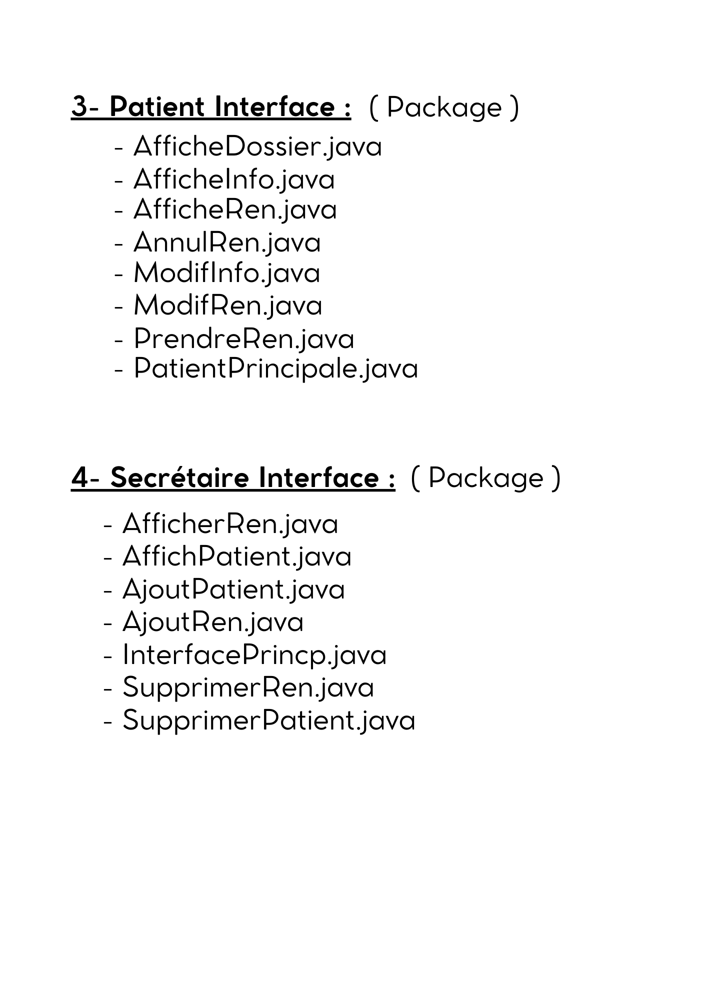 3- Patient Interface : ( Package )
- AfficheDossier.java
- AfficheInfo.java
- AfficheRen.java
- AnnulRen.java
- ModifInfo.java
- ModifRen.java
- PrendreRen.java
- PatientPrincipale.java
4- Secrétaire Interface : ( Package )
- AfficherRen.java
- AffichPatient.java
- AjoutPatient.java
- AjoutRen.java
- InterfacePrincp.java
- SupprimerRen.java
- SupprimerPatient.java